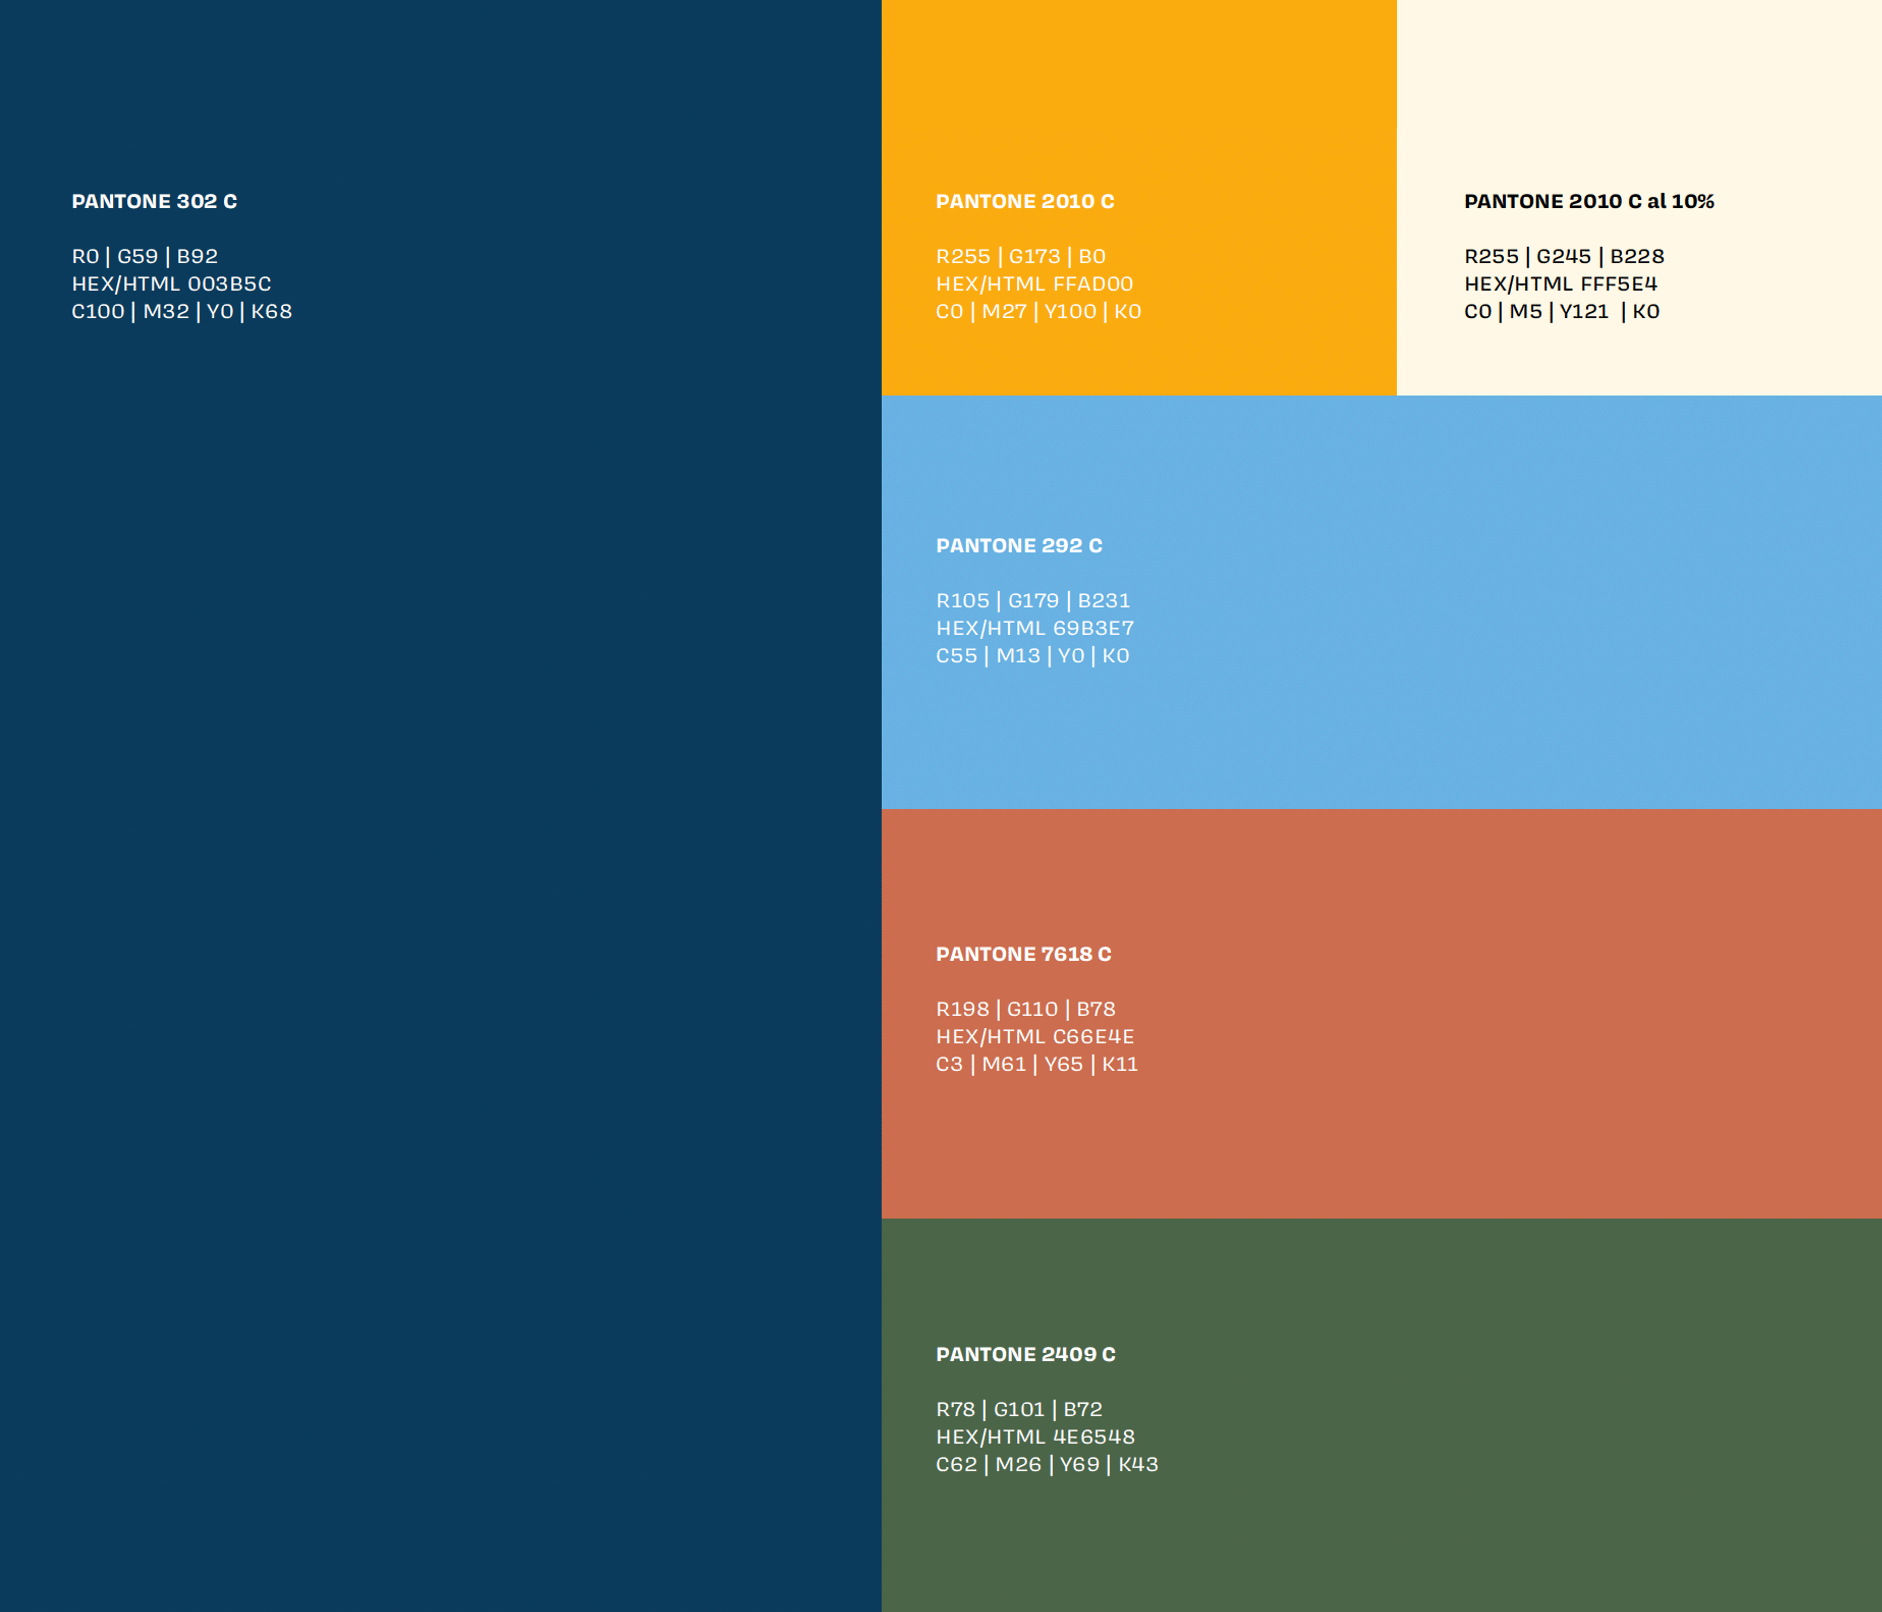 PANTONE 302 C
R0 | G59 | B92
HEX/HTML 003B5C
C100 | M32 | Y0 | K68
PANTONE 2010 C
R255 | G173 | B0
HEX/HTML FFAD00
C0 | M27 | Y100 | K0
PANTONE 2010 C al 10%
R255 | G245 | B228
HEX/HTML FFF5E4
C0 | M5 | Y121 | K0
PANTONE 292 C
R105 | G179 | B231
HEX/HTML 69B3E7
C55 | M13 | Y0 | K0
PANTONE 7618 C
R198 | G110 | B78
HEX/HTML C66E4E
C3 | M61 | Y65 | K11
PANTONE 2409 C
R78 | G101 | B72
HEX/HTML 4E6548
C62 | M26 | Y69 | K43